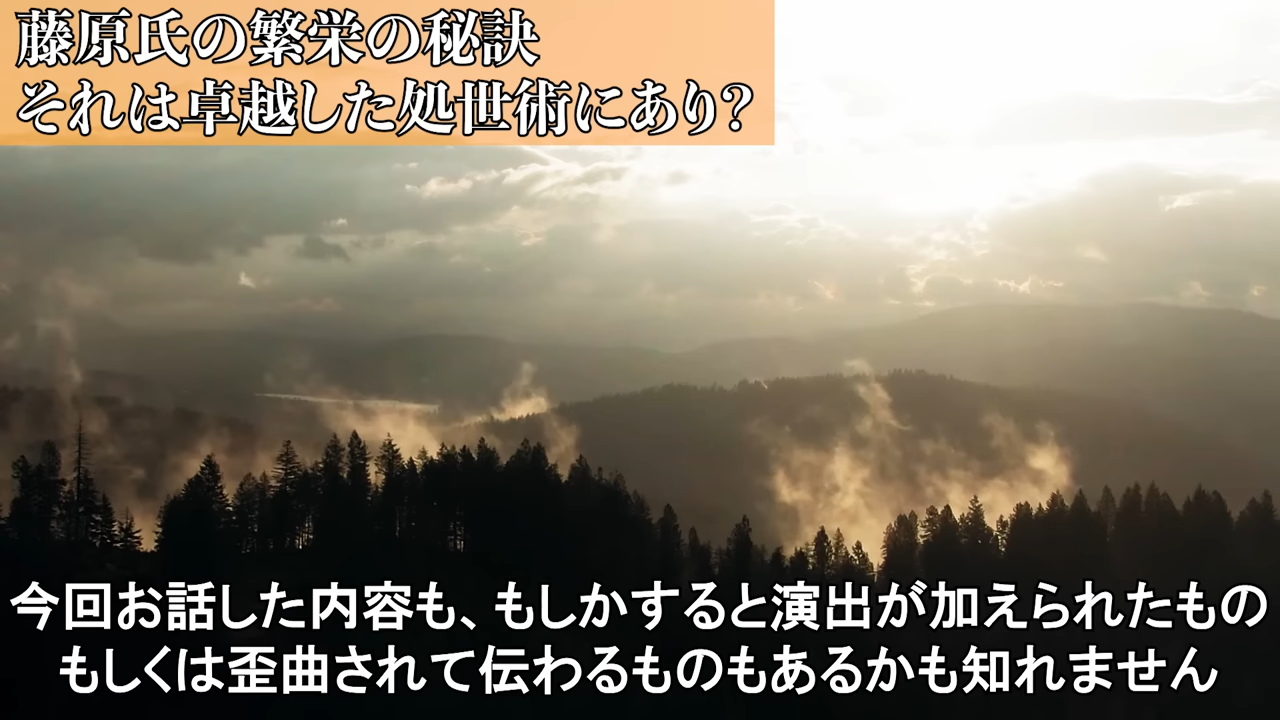 藤原氏の繁栄の秘訣
それは卓越した処世術にあり?
今回お話した内容も、もしかすると演出が加えられたもの
もしくは歪曲されて伝わるものもあるかも知れません